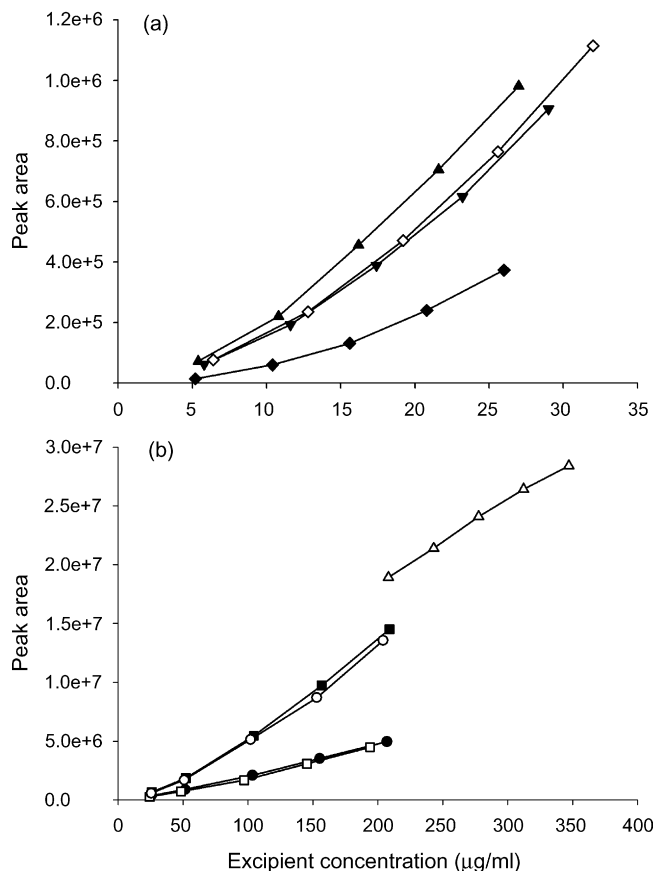 (a)
1.2e+6
1.0e+6
8.0e+5
6.0e+5
4.0e+5
2.0e+5
0.0
Peak area
0 5 10 15 20 25 30 35
(b)
3.0e+7
2.5e+7
2.0e+7
1.5e+7
1.0e+7
5.0e+6
0.0
Peak area
0 50 100 150 200 250 300 350 400
Excipient concentration (μg/ml)